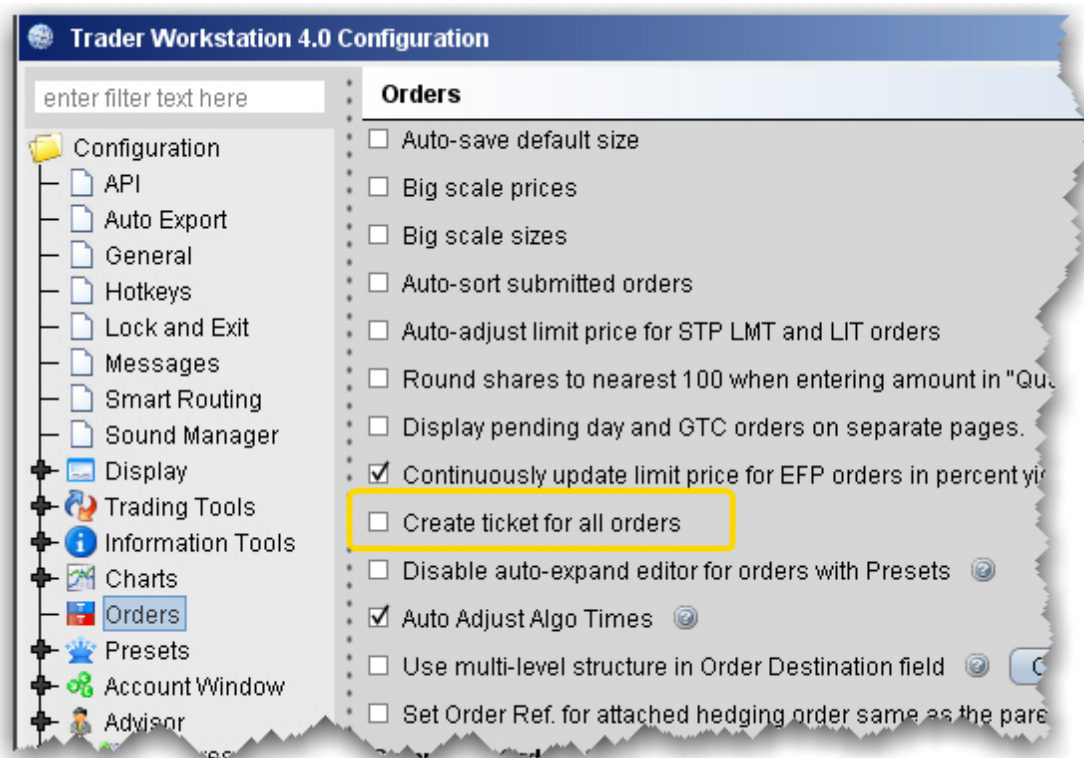 Trader Workstation 4.0 Configuration
enter filter text here
Configuration
API
Auto Export
General
Hotkeys
Lock and Exit
Messages
Smart Routing
Sound Manager
Display
Trading Tools
Information Tools
Charts
Orders
Presets
Account Window
Advisor
Orders
Auto-save default size
Big scale prices
Big scale sizes
Auto-sort submitted orders
Auto-adjust limit price for STP LMT and LIT orders
Round shares to nearest 100 when entering amount in "Qua
Display pending day and GTC orders on separate pages.
Continuously update limit price for EFP orders in percent yi
Create ticket for all orders
Disable auto-expand editor for orders with Presets
Auto Adjust Algo Times
Use multi-level structure in Order Destination field
Set Order Ref. for attached hedging order same as the pare